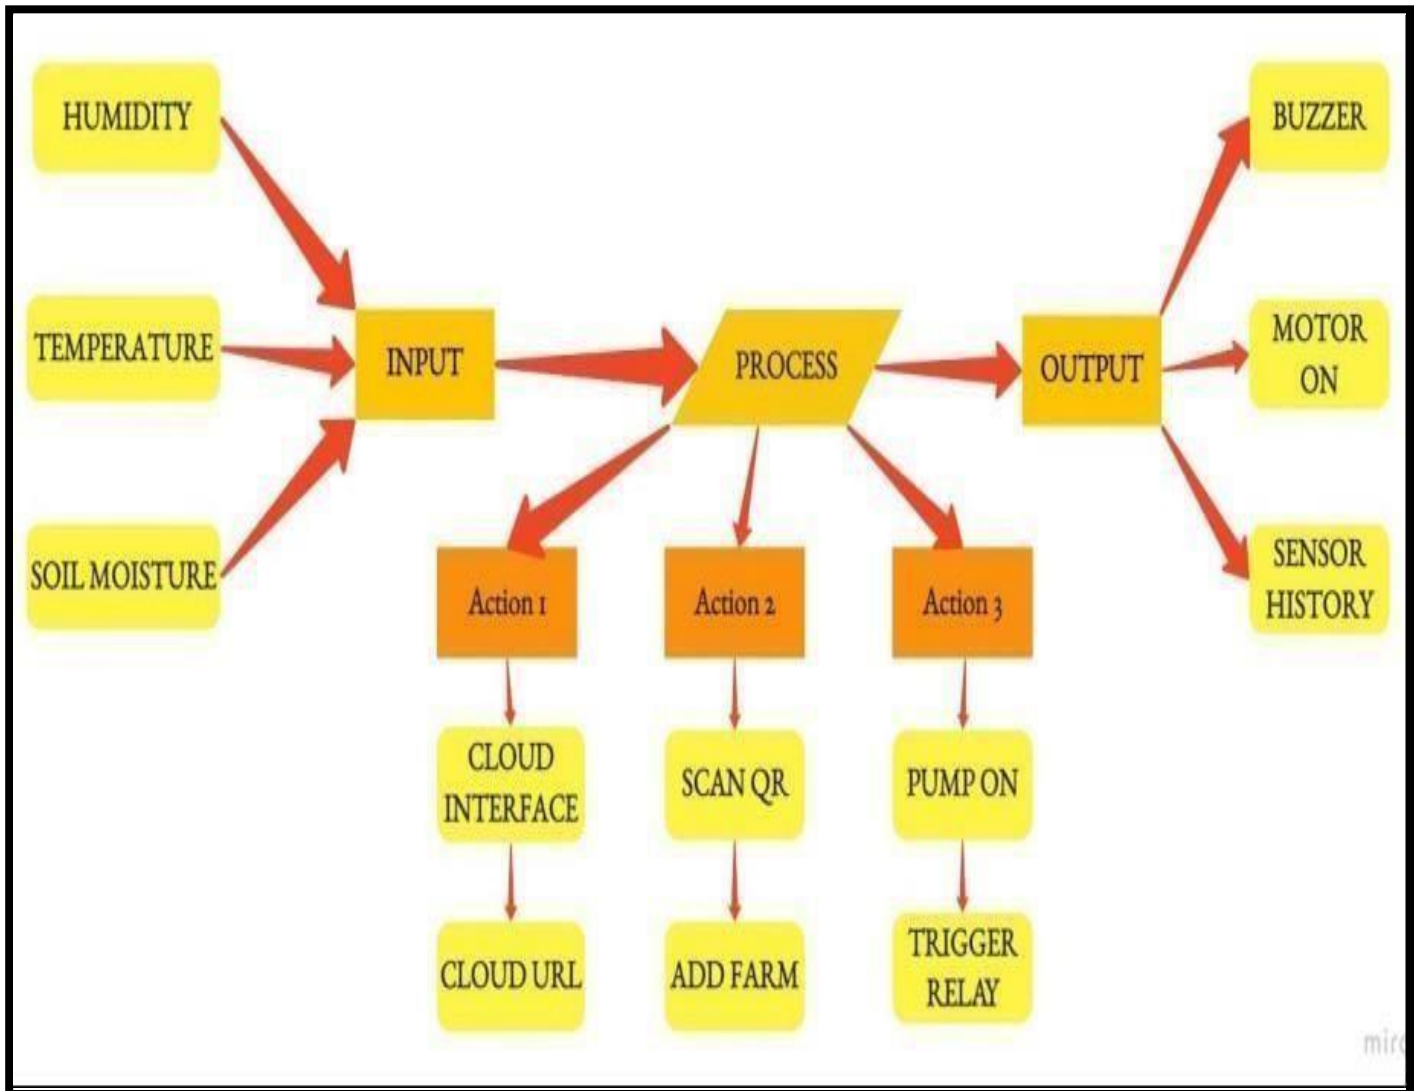 HUMIDITY
BUZZER
TEMPERATURE
INPUT
PROCESS
OUTPUT
MOTOR
ON
SOIL MOISTURE
SENSOR
HISTORY
Action 1
Action 2
Action 3
CLOUD
INTERFACE
SCAN QR
PUMP ON
CLOUD URL
ADD FARM
TRIGGER
RELAY